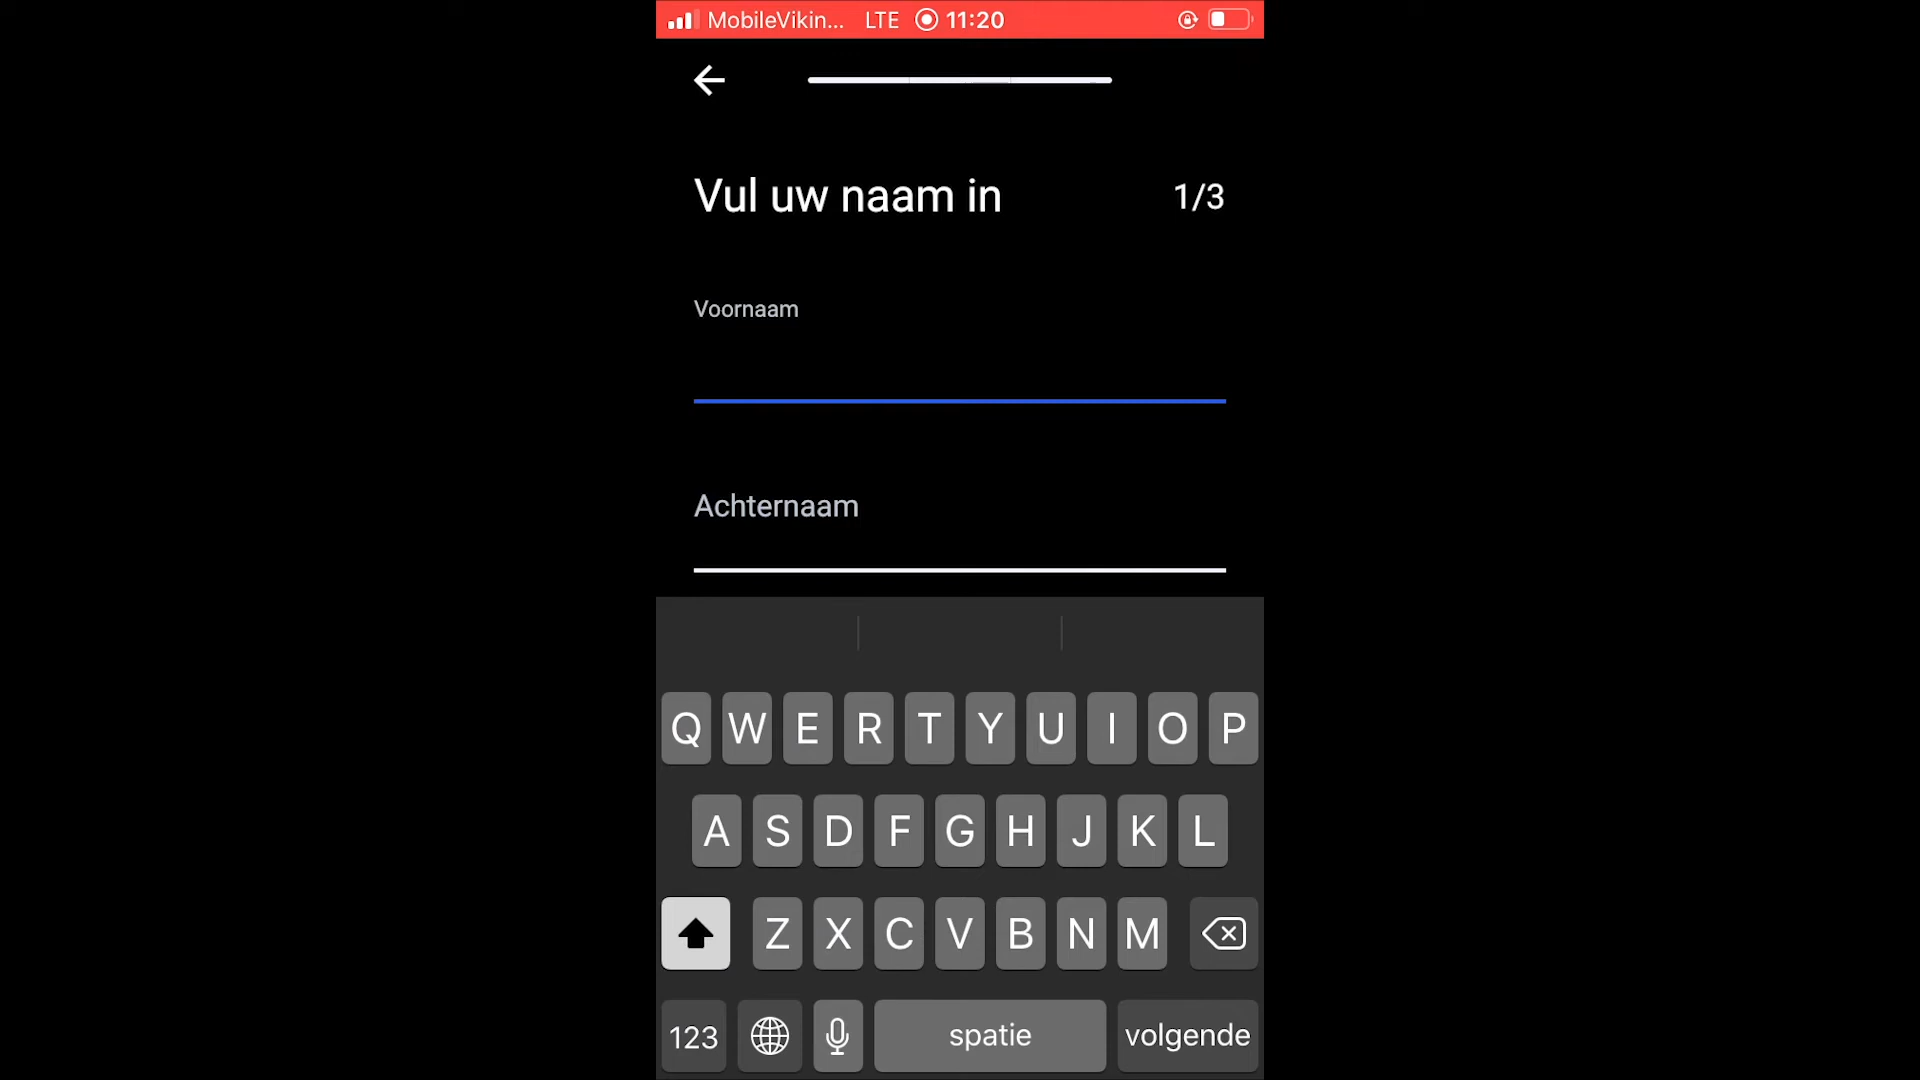 MobileVikin... LTE 11:20
Vul uw naam in 1/3
Voornaam
Achternaam
Q W E R T Y U I O P
A S D F G H J K L
Z X C V B N M
123 spatie volgende